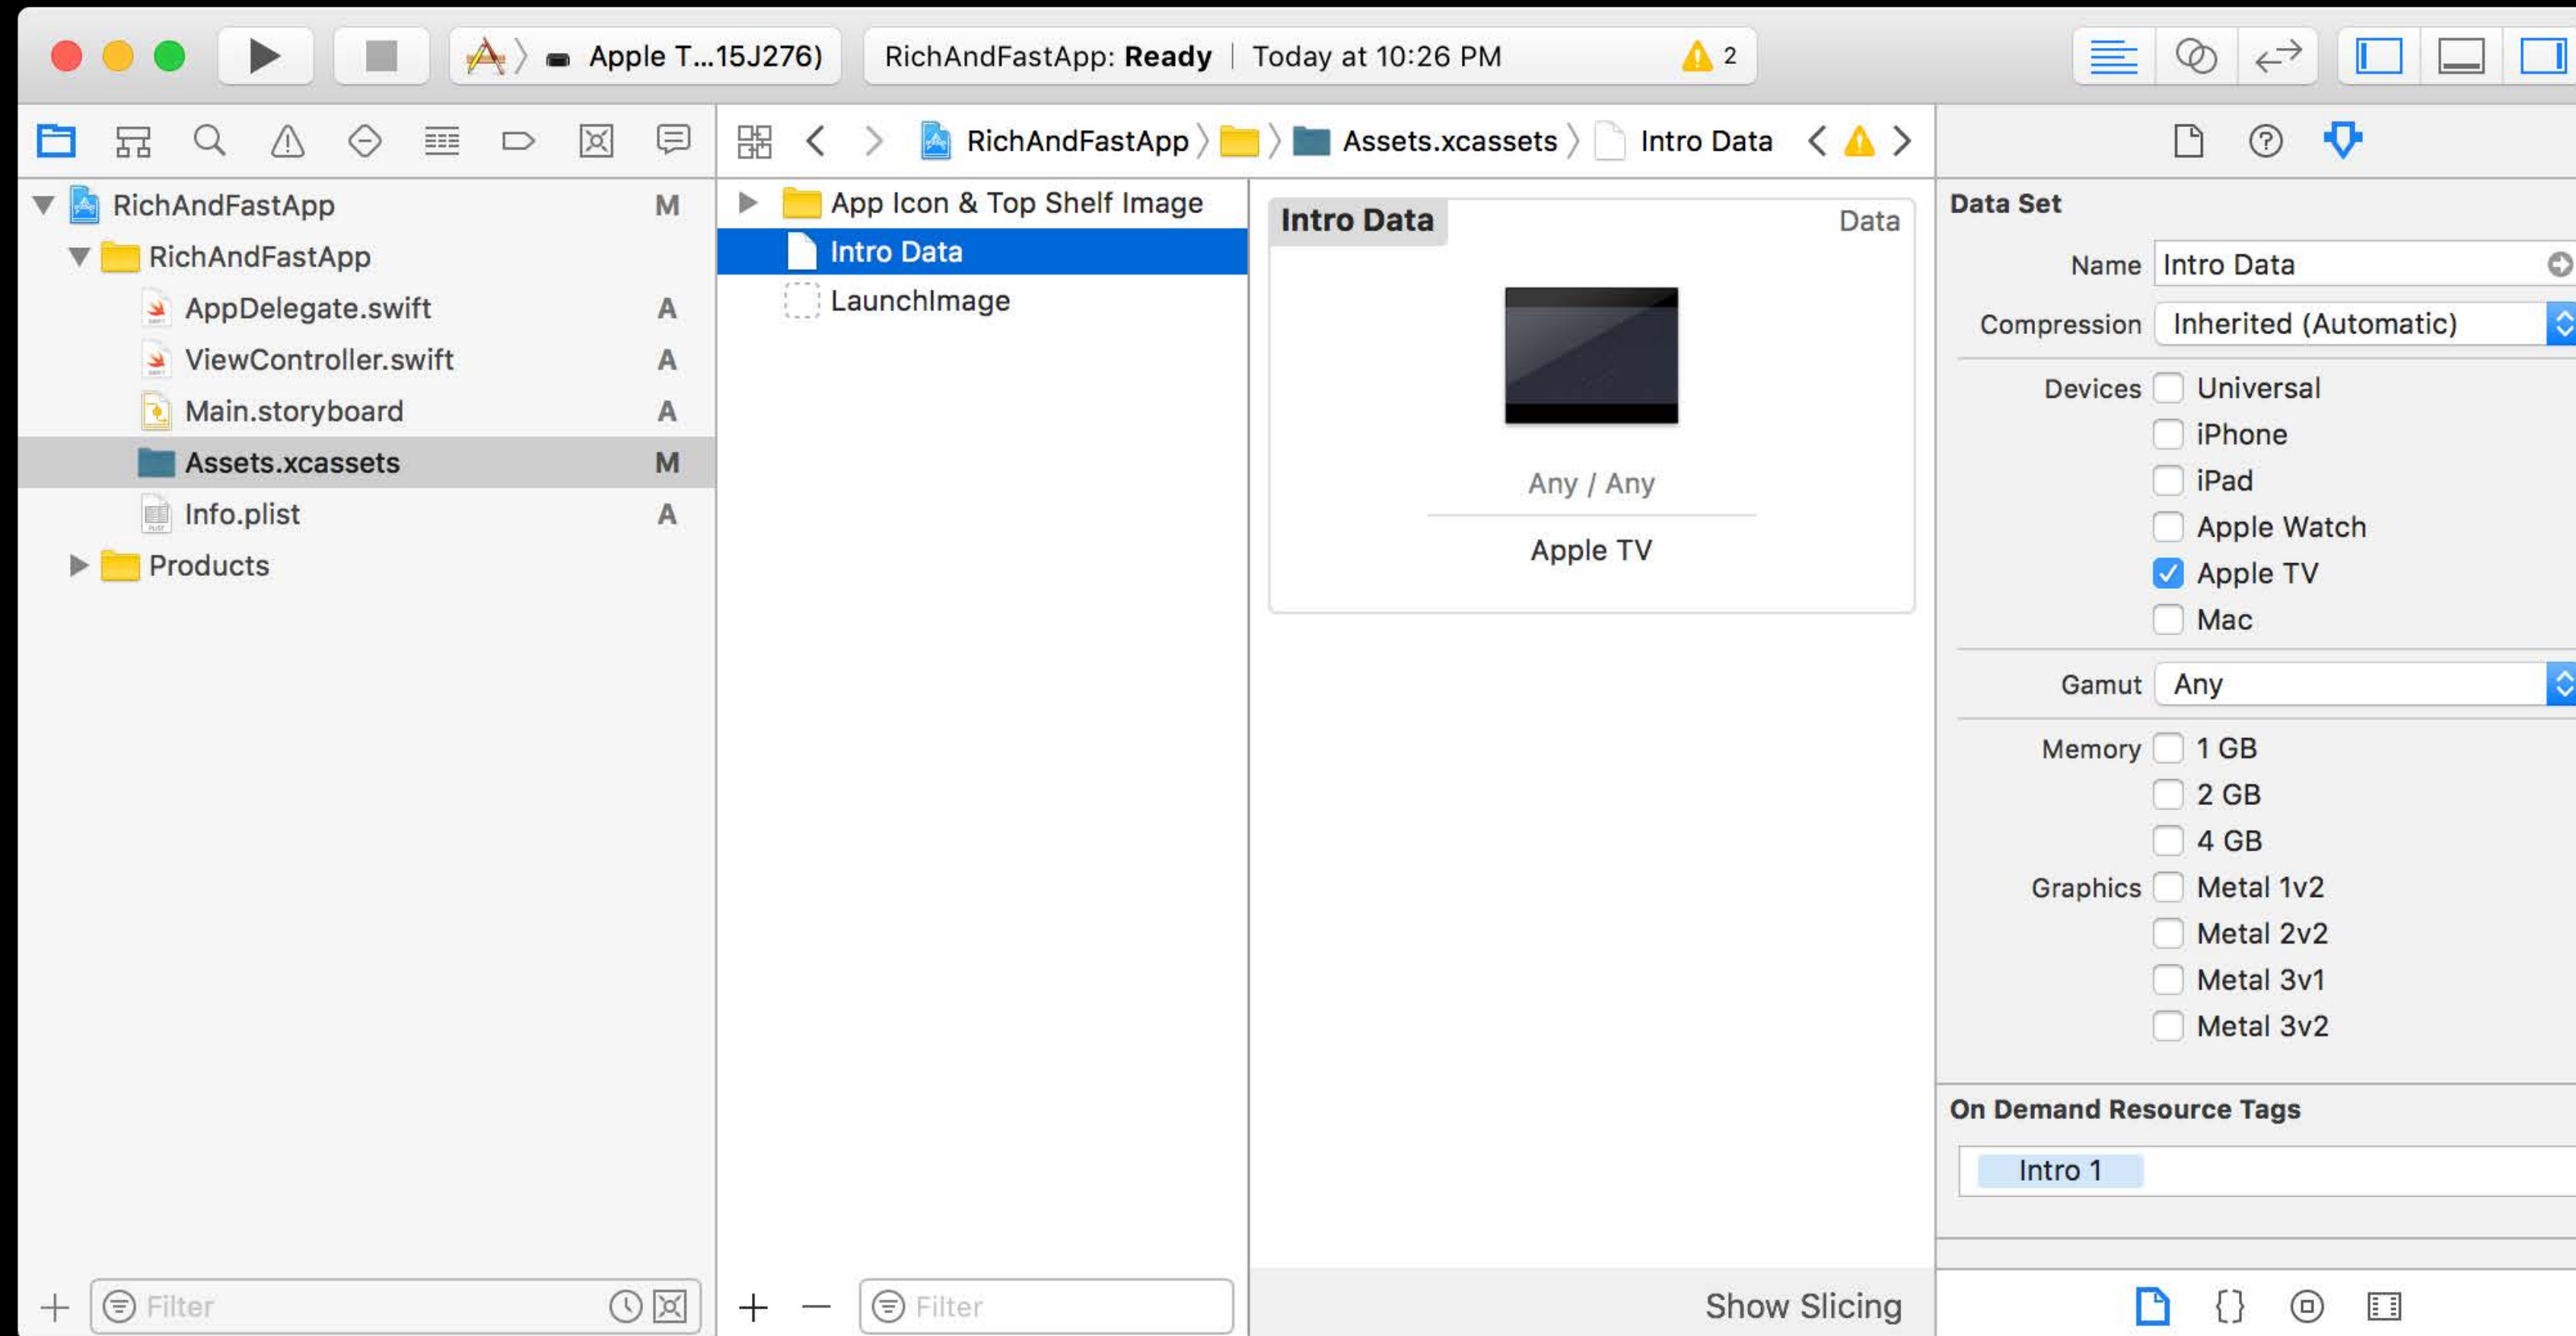 Apple T...15J276)
RichAndFastApp: Ready | Today at 10:26 PM
2
RichAndFastApp
Assets.xcassets
Intro Data
RichAndFastApp M
RichAndFastApp
AppDelegate.swift A
ViewController.swift A
Main.storyboard A
Assets.xcassets M
Info.plist A
Products
Filter
App Icon & Top Shelf Image
Intro Data
LaunchImage
Filter
Intro Data
Data
Any / Any
Apple TV
Show Slicing
Data Set
Name Intro Data
Compression Inherited (Automatic)
Devices Universal
iPhone
iPad
Apple Watch
Apple TV
Mac
Gamut Any
Memory 1 GB
2 GB
4 GB
Graphics Metal 1v2
Metal 2v2
Metal 3v1
Metal 3v2
On Demand Resource Tags
Intro 1